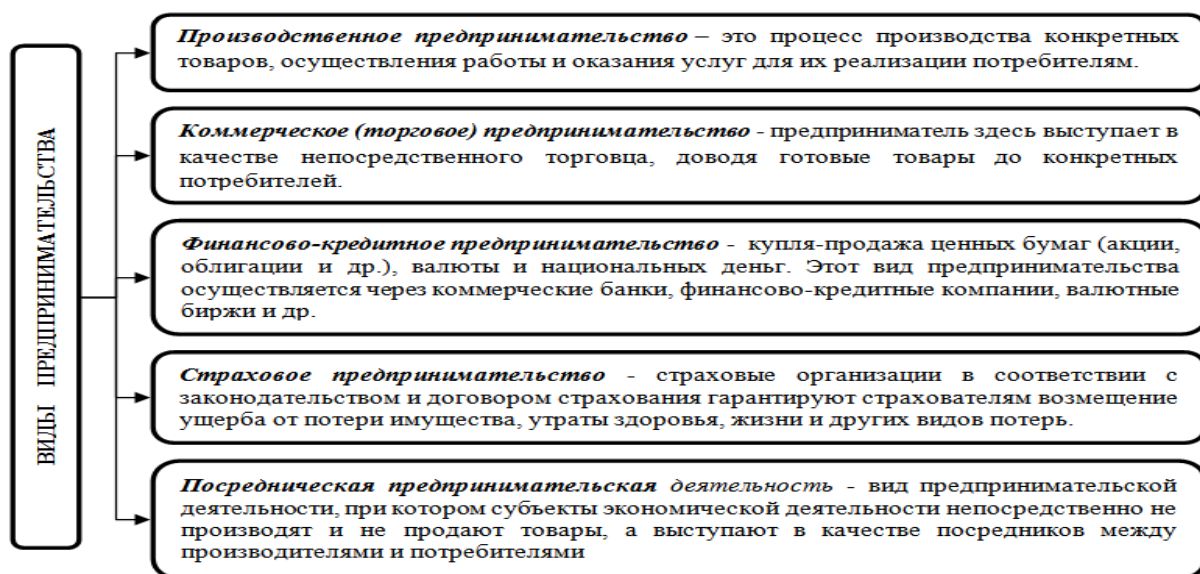 ВИДЫ ПРЕДПРИНИМАТЕЛЬСТВА
Производственное предпринимательство – это процесс производства конкретных
товаров, осуществления работы и оказания услуг для их реализации потребителям.
Коммерческое (торговое) предпринимательство - предприниматель здесь выступает в
качестве непосредственного торговца, доводя готовые товары до конкретных
потребителей.
Финансово-кредитное предпринимательство - купля-продажа ценных бумаг (акции,
облигации и др.), валюты и национальных деньг. Этот вид предпринимательства
осуществляется через коммерческие банки, финансово-кредитные компании, валютные
биржи и др.
Страховое предпринимательство - страховые организации в соответствии с
законодательством и договором страхования гарантируют страхователям возмещение
ущерба от потери имущества, утраты здоровья, жизни и других видов потерь.
Посредническая предпринимательская деятельность - вид предпринимательской
деятельности, при котором субъекты экономической деятельности непосредственно не
производят и не продают товары, а выступают в качестве посредников между
производителями и потребителями